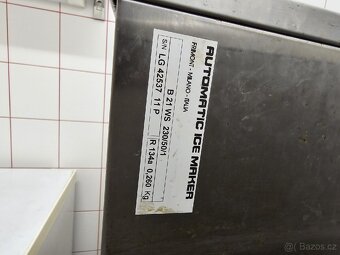 AUTOMATIC ICE MAKER
FRIMONT - MILANO - ITALIA
B 21 WS 230/50/1
S/N LG 42537 11 P
R 134a 0,260 Kg
Bazos.cz